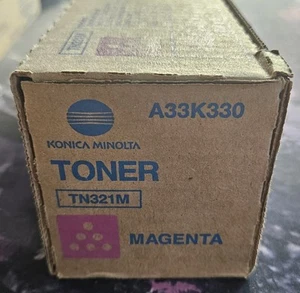 A33K330
KONICA MINOLTA
TONER
TN321M
MAGENTA